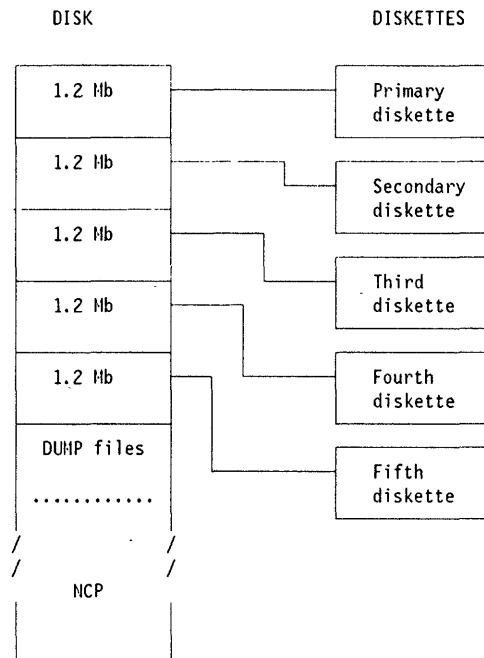 DISK
DISKETTES
1.2 Mb
Primary
diskette
1.2 Mb
Secondary
diskette
1.2 Mb
Third
diskette
1.2 Mb
Fourth
diskette
1.2 Mb
Fifth
diskette
DUMP files
............
NCP